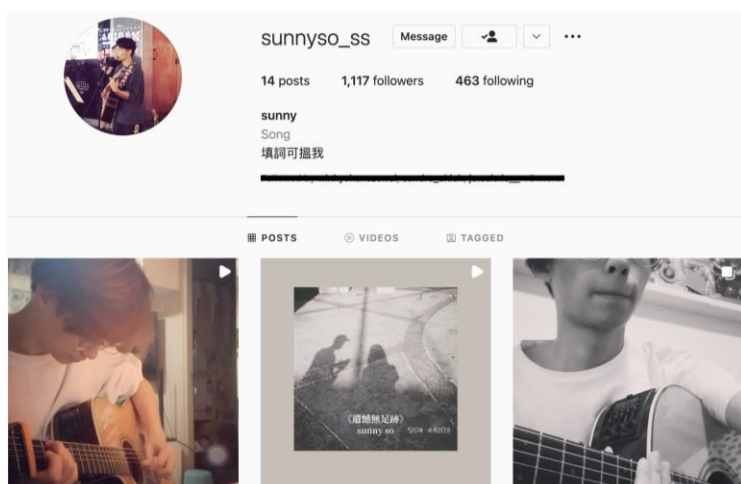 sunnyso_ss Message
14 posts 1,117 followers 463 following
sunny
Song
填詞可搵我
POSTS VIDEOS TAGGED
《遺憾無足跡》
sunny so